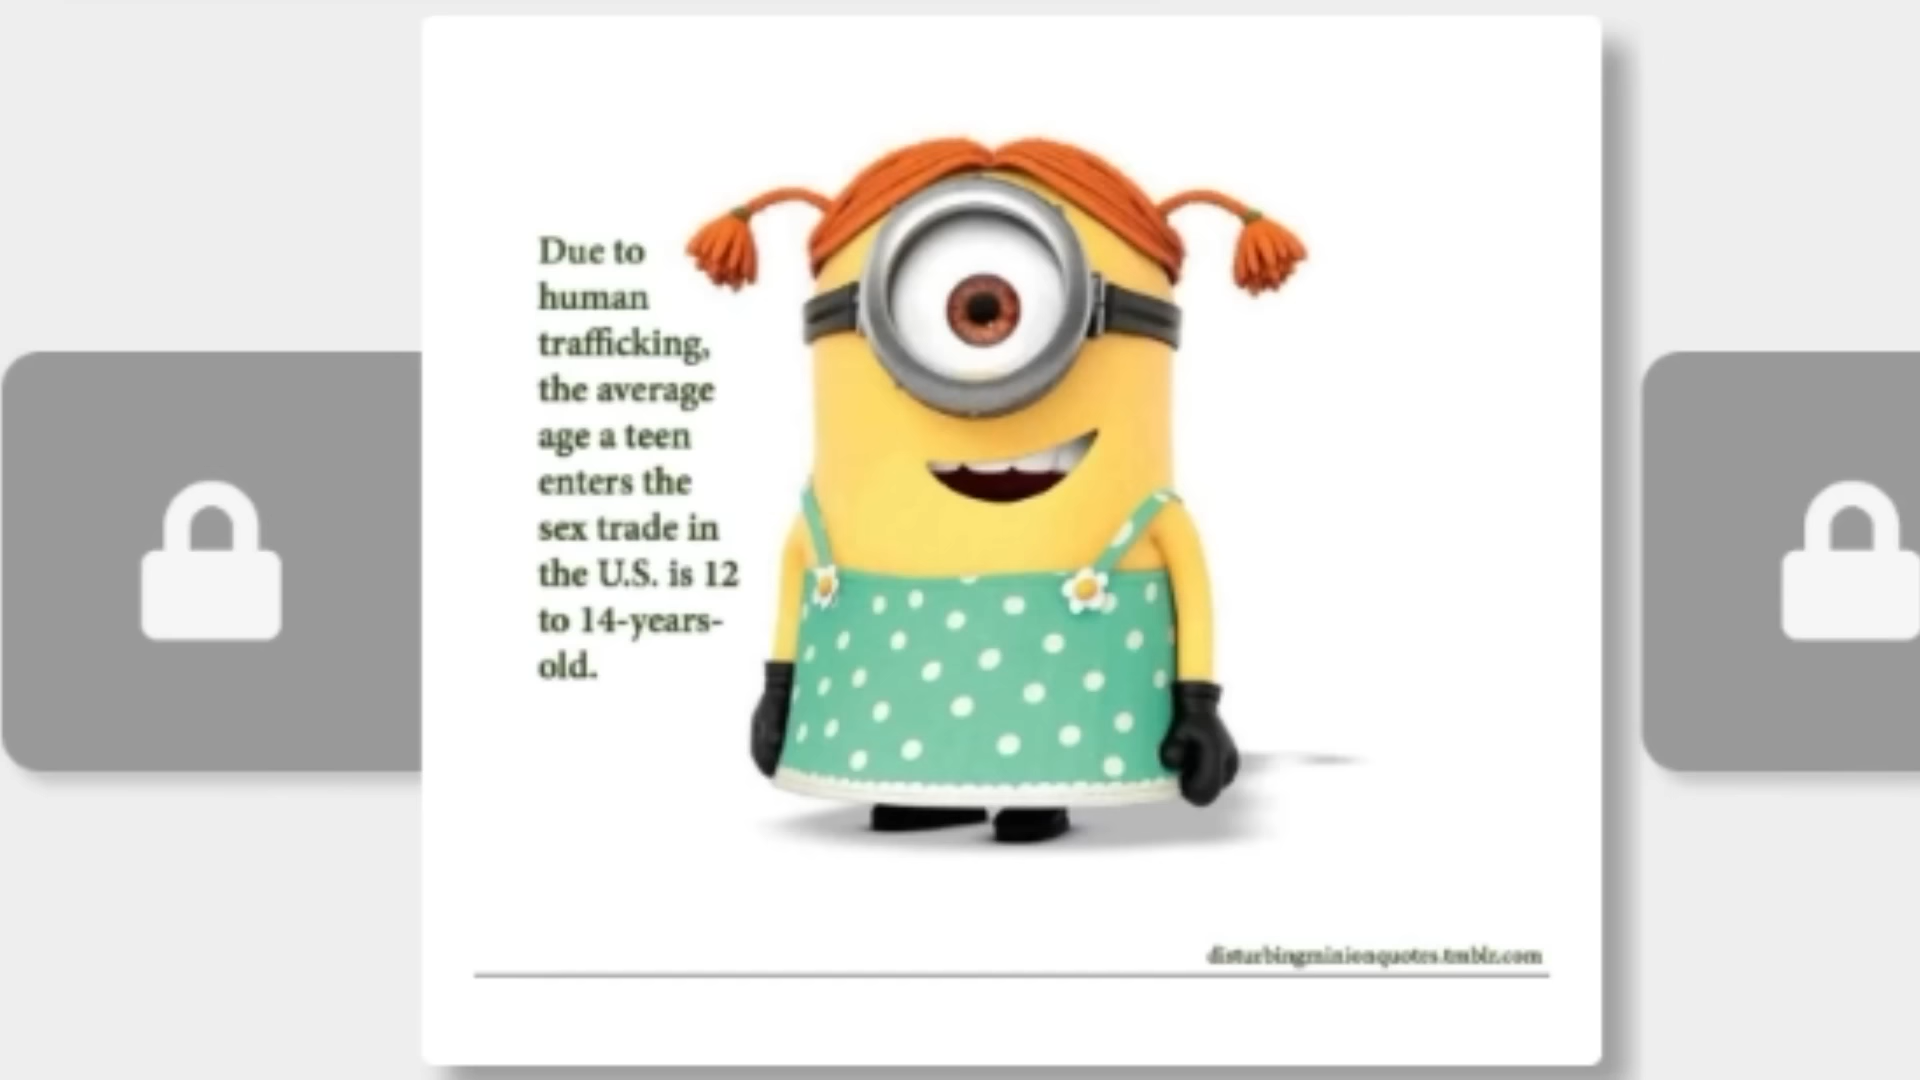 Due to
human
trafficking,
the average
age a teen
enters the
sex trade in
the U.S. is 12
to 14-years-
old.
disturbingminionquotes.tmblr.com